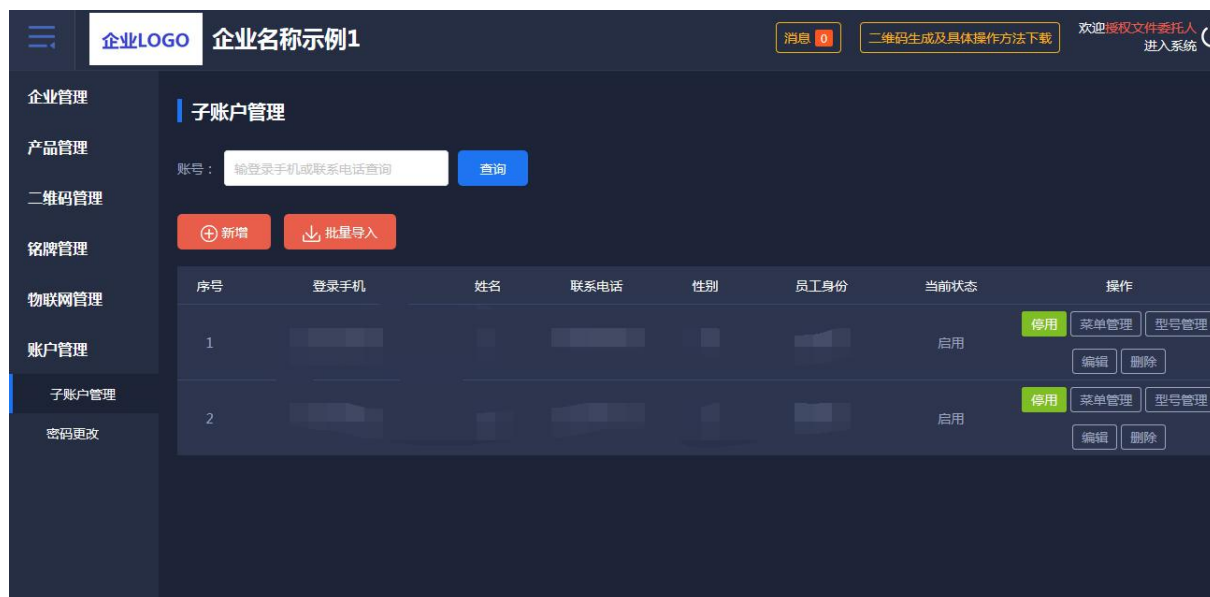 企业LOGO 企业名称示例1 消息 0 二维码生成及具体操作方法下载 欢迎授权文件委托人
进入系统
企业管理
产品管理
二维码管理
铭牌管理
物联网管理
账户管理
子账户管理
密码更改
子账户管理
账号： 输登录手机或联系电话查询 查询
新增 批量导入
序号 登录手机 姓名 联系电话 性别 员工身份 当前状态 操作
1 启用 停用 菜单管理 型号管理
编辑 删除
2 启用 停用 菜单管理 型号管理
编辑 删除